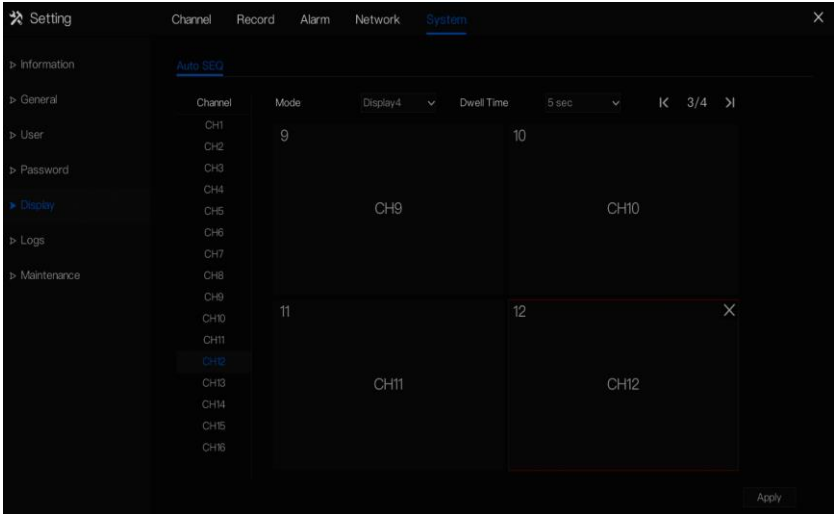 Setting
Channel Record Alarm Network System
Information
General
User
Password
Display
Logs
Maintenance
Auto SEQ
Channel
CH1
CH2
CH3
CH4
CH5
CH6
CH7
CH8
CH9
CH10
CH11
CH12
CH13
CH14
CH15
CH16
Mode Display4 Dwell Time 5 sec 3/4
9
CH9
10
CH10
11
CH11
12
CH12
Apply